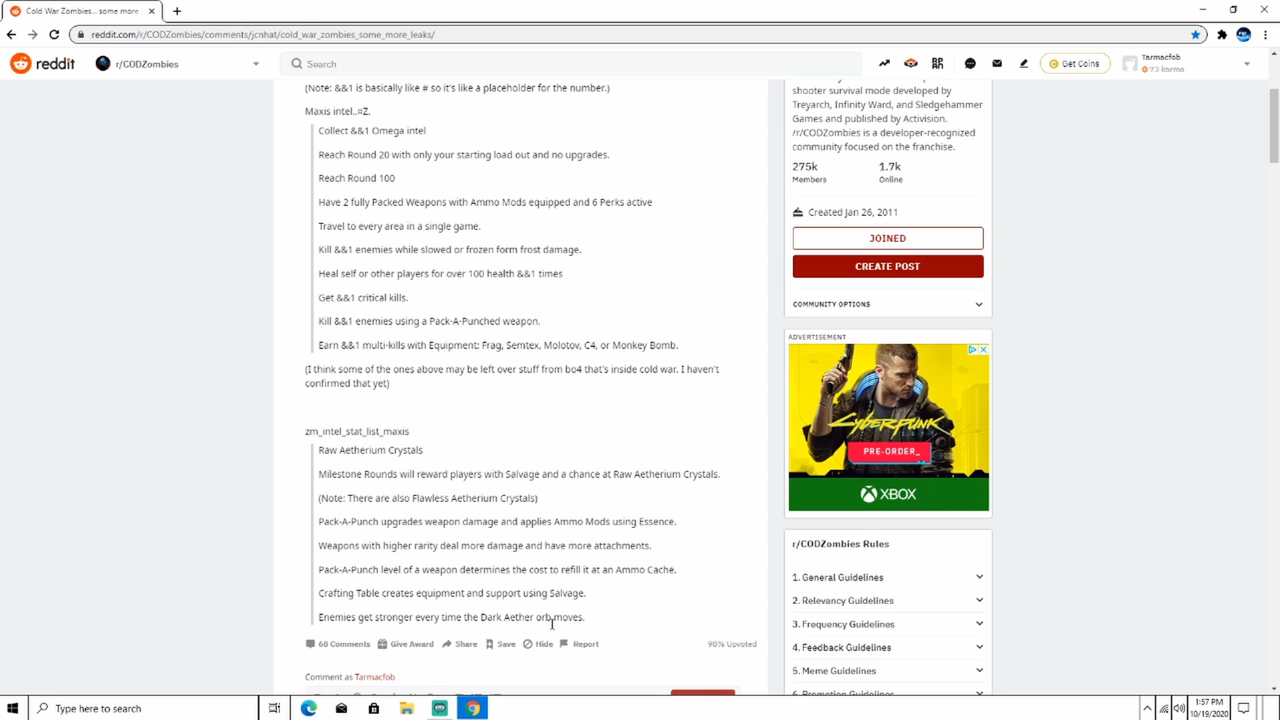 Cold War Zombies... some more
reddit.com/r/CODZombies/comments/jcnhat/cold_war_zombies_some_more_leaks/
reddit
r/CODZombies
Search
Get Coins
Tarmacfob
73 karma
(Note: &&1 is basically like # so it's like a placeholder for the number.)
Maxis intel..¤Z.
Collect &&1 Omega intel
Reach Round 20 with only your starting load out and no upgrades.
Reach Round 100
Have 2 fully Packed Weapons with Ammo Mods equipped and 6 Perks active
Travel to every area in a single game.
Kill &&1 enemies while slowed or frozen form frost damage.
Heal self or other players for over 100 health &&1 times
Get &&1 critical kills.
Kill &&1 enemies using a Pack-A-Punched weapon.
Earn &&1 multi-kills with Equipment: Frag, Semtex, Molotov, C4, or Monkey Bomb.
(I think some of the ones above may be left over stuff from bo4 that's inside cold war. I haven't
confirmed that yet)
zm_intel_stat_list_maxis
Raw Aetherium Crystals
Milestone Rounds will reward players with Salvage and a chance at Raw Aetherium Crystals.
(Note: There are also Flawless Aetherium Crystals)
Pack-A-Punch upgrades weapon damage and applies Ammo Mods using Essence.
Weapons with higher rarity deal more damage and have more attachments.
Pack-A-Punch level of a weapon determines the cost to refill it at an Ammo Cache.
Crafting Table creates equipment and support using Salvage.
Enemies get stronger every time the Dark Aether orb moves.
68 Comments Give Award Share Save Hide Report 98% Upvoted
Comment as Tarmacfob
shooter survival mode developed by
Treyarch, Infinity Ward, and Sledgehammer
Games and published by Activision.
/r/CODZombies is a developer-recognized
community focused on the franchise.
275k 1.7k
Members Online
Created Jan 26, 2011
JOINED
CREATE POST
COMMUNITY OPTIONS
ADVERTISEMENT
CYBERPUNK
PRE-ORDER_
XBOX
r/CODZombies Rules
1. General Guidelines
2. Relevancy Guidelines
3. Frequency Guidelines
4. Feedback Guidelines
5. Meme Guidelines
6. Promotion Guidelines
Type here to search
1:57 PM
10/19/2020